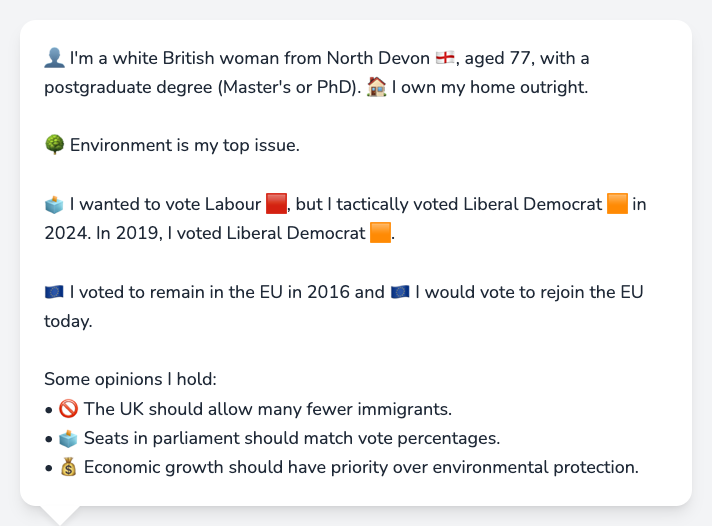 👤 I'm a white British woman from North Devon 🏴󠁧󠁢󠁥󠁮󠁧󠁿, aged 77, with a
postgraduate degree (Master's or PhD). 🏠 I own my home outright.
🌳 Environment is my top issue.
🗳️ I wanted to vote Labour 🟥, but I tactically voted Liberal Democrat 🟧 in
2024. In 2019, I voted Liberal Democrat 🟧.
🇪🇺 I voted to remain in the EU in 2016 and 🇪🇺 I would vote to rejoin the EU
today.
Some opinions I hold:
• 🚫 The UK should allow many fewer immigrants.
• 🗳️ Seats in parliament should match vote percentages.
• 💰 Economic growth should have priority over environmental protection.